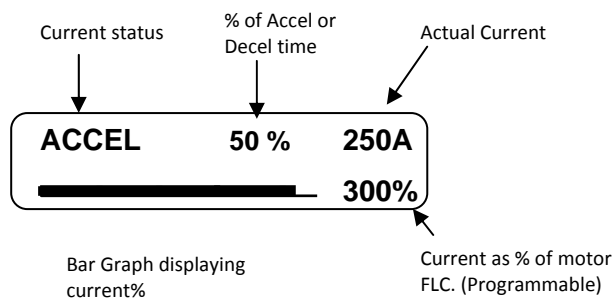 Current status
% of Accel or
Decel time
Actual Current
ACCEL 50 % 250A
300%
Bar Graph displaying
current%
Current as % of motor
FLC. (Programmable)